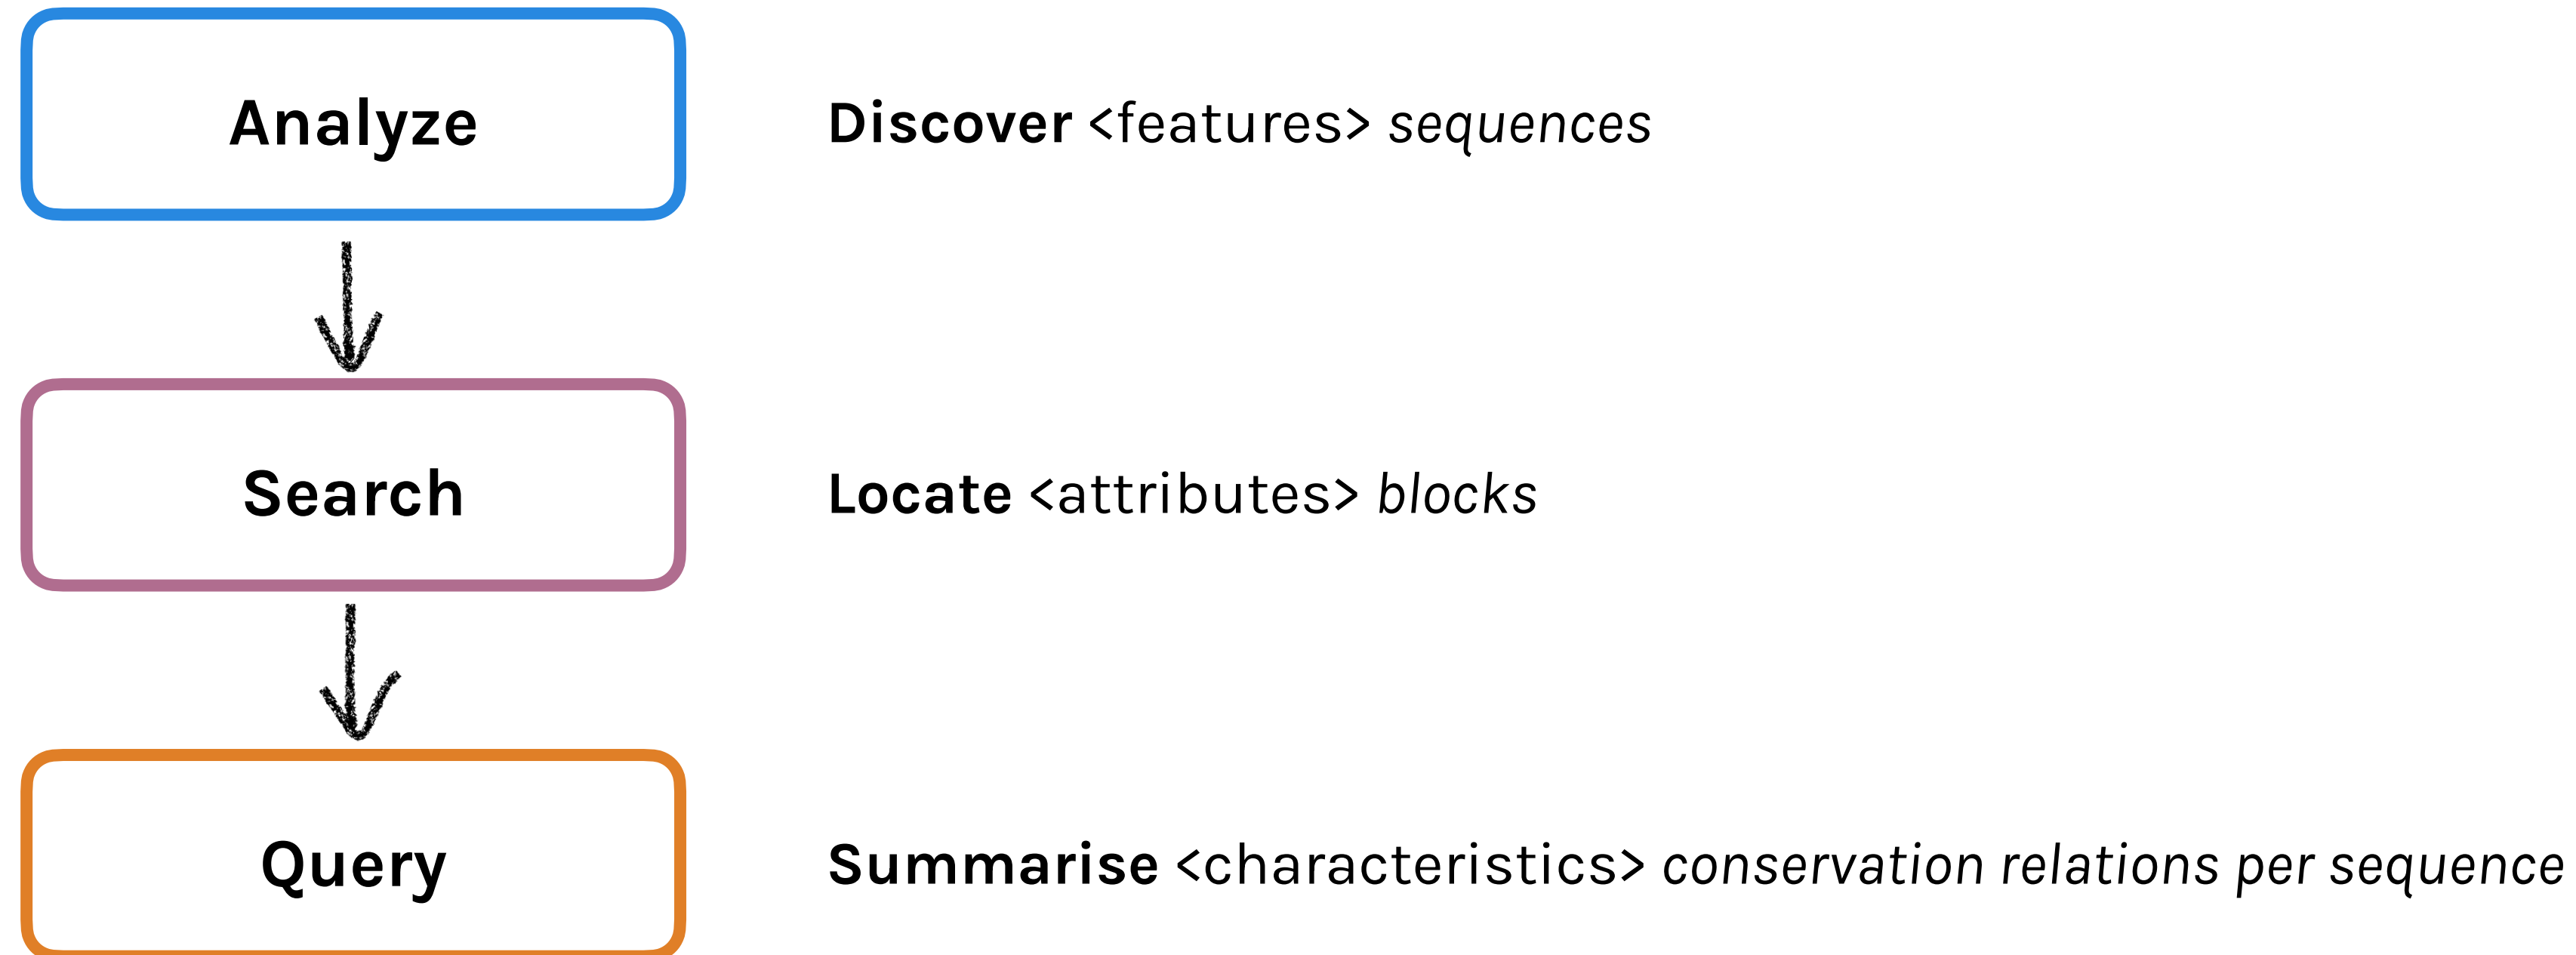 Analyze
Discover <features> sequences
Search
Locate <attributes> blocks
Query
Summarise <characteristics> conservation relations per sequence